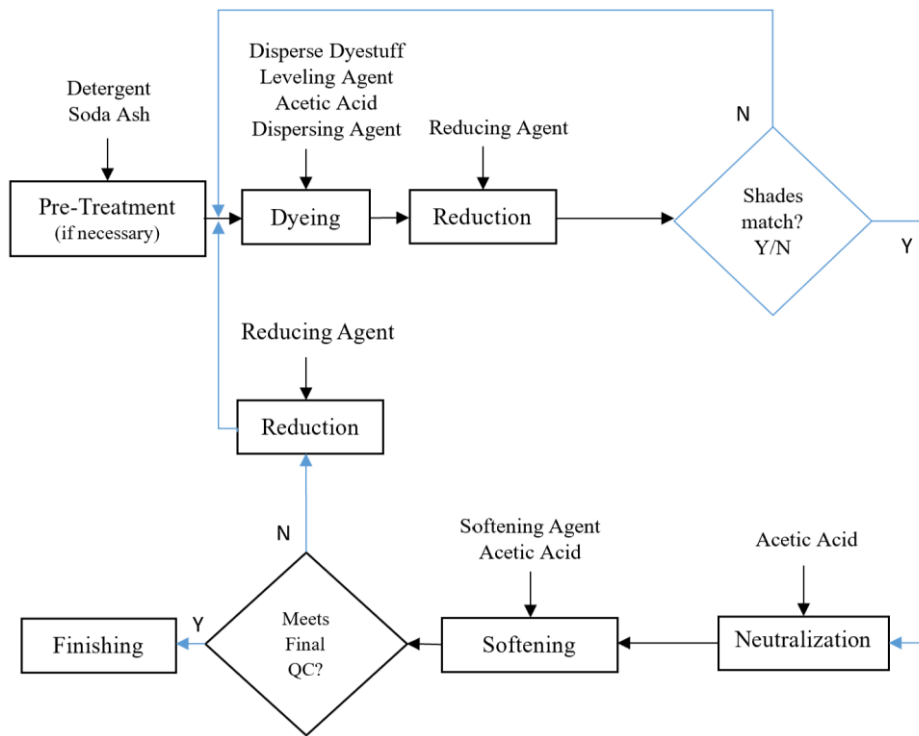 Disperse Dyestuff
Leveling Agent
Acetic Acid
Dispersing Agent
Detergent
Soda Ash
Reducing Agent
N
Pre-Treatment
(if necessary)
Dyeing
Reduction
Shades
match?
Y/N
Y
Reducing Agent
Reduction
N
Softening Agent
Acetic Acid
Acetic Acid
Finishing
Y
Meets
Final
QC?
Softening
Neutralization